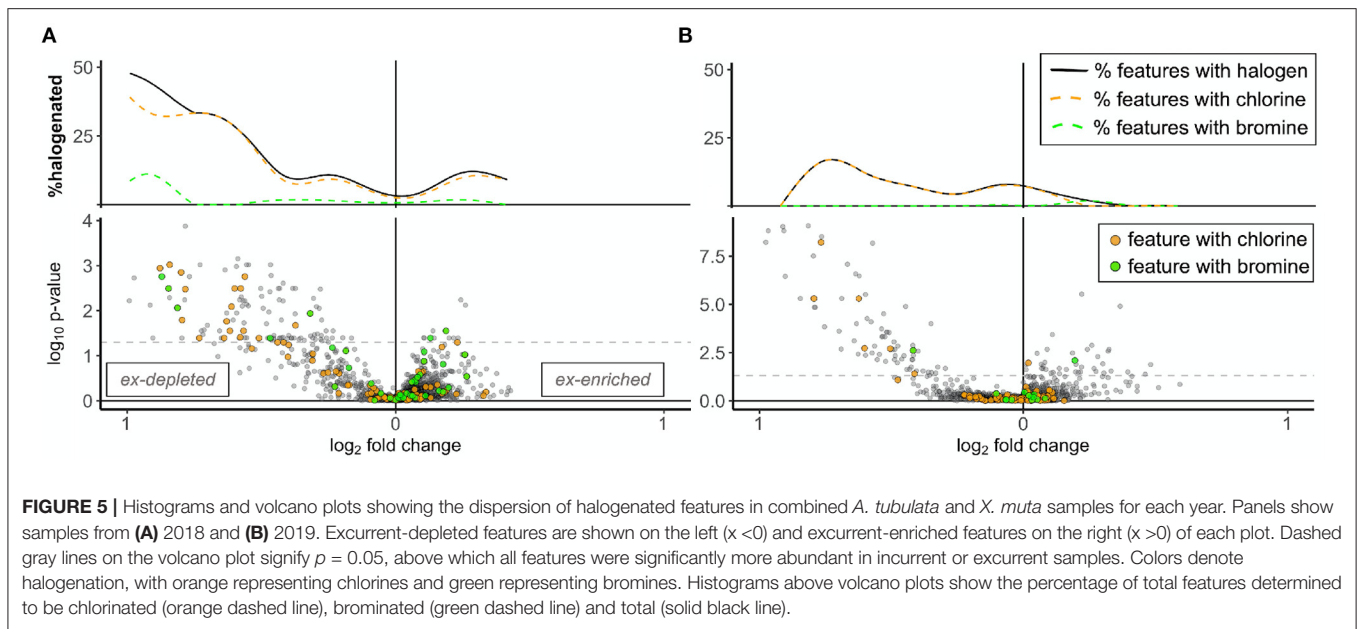 A
B
50
25
%halogenated
50
25
% features with halogen
% features with chlorine
% features with bromine
4
3
2
1
0
log10 p-value
ex-depleted
ex-enriched
1
0
1
log2 fold change
7.5
5.0
2.5
0.0
feature with chlorine
feature with bromine
1
0
1
log2 fold change
FIGURE 5 | Histograms and volcano plots showing the dispersion of halogenated features in combined A. tubulata and X. muta samples for each year. Panels show
samples from (A) 2018 and (B) 2019. Excurrent-depleted features are shown on the left (x <0) and excurrent-enriched features on the right (x >0) of each plot. Dashed
gray lines on the volcano plot signify p = 0.05, above which all features were significantly more abundant in incurrent or excurrent samples. Colors denote
halogenation, with orange representing chlorines and green representing bromines. Histograms above volcano plots show the percentage of total features determined
to be chlorinated (orange dashed line), brominated (green dashed line) and total (solid black line).